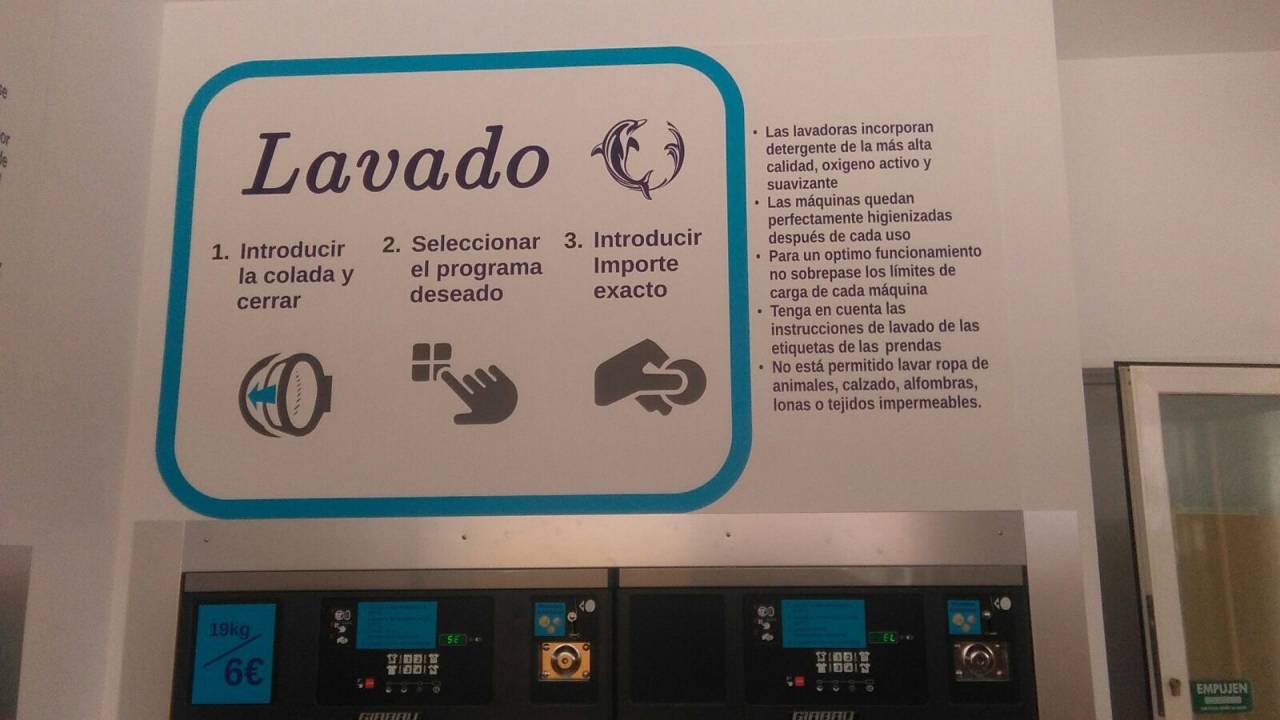 Lavado
1. Introducir
la colada y
cerrar
2. Seleccionar
el programa
deseado
3. Introducir
Importe
exacto
• Las lavadoras incorporan
detergente de la más alta
calidad, oxigeno activo y
suavizante
• Las máquinas quedan
perfectamente higienizadas
después de cada uso
• Para un optimo funcionamiento
no sobrepase los límites de
carga de cada máquina
• Tenga en cuenta las
instrucciones de lavado de las
etiquetas de las prendas
• No está permitido lavar ropa de
animales, calzado, alfombras,
lonas o tejidos impermeables.
19kg
6€
EMPUJEN